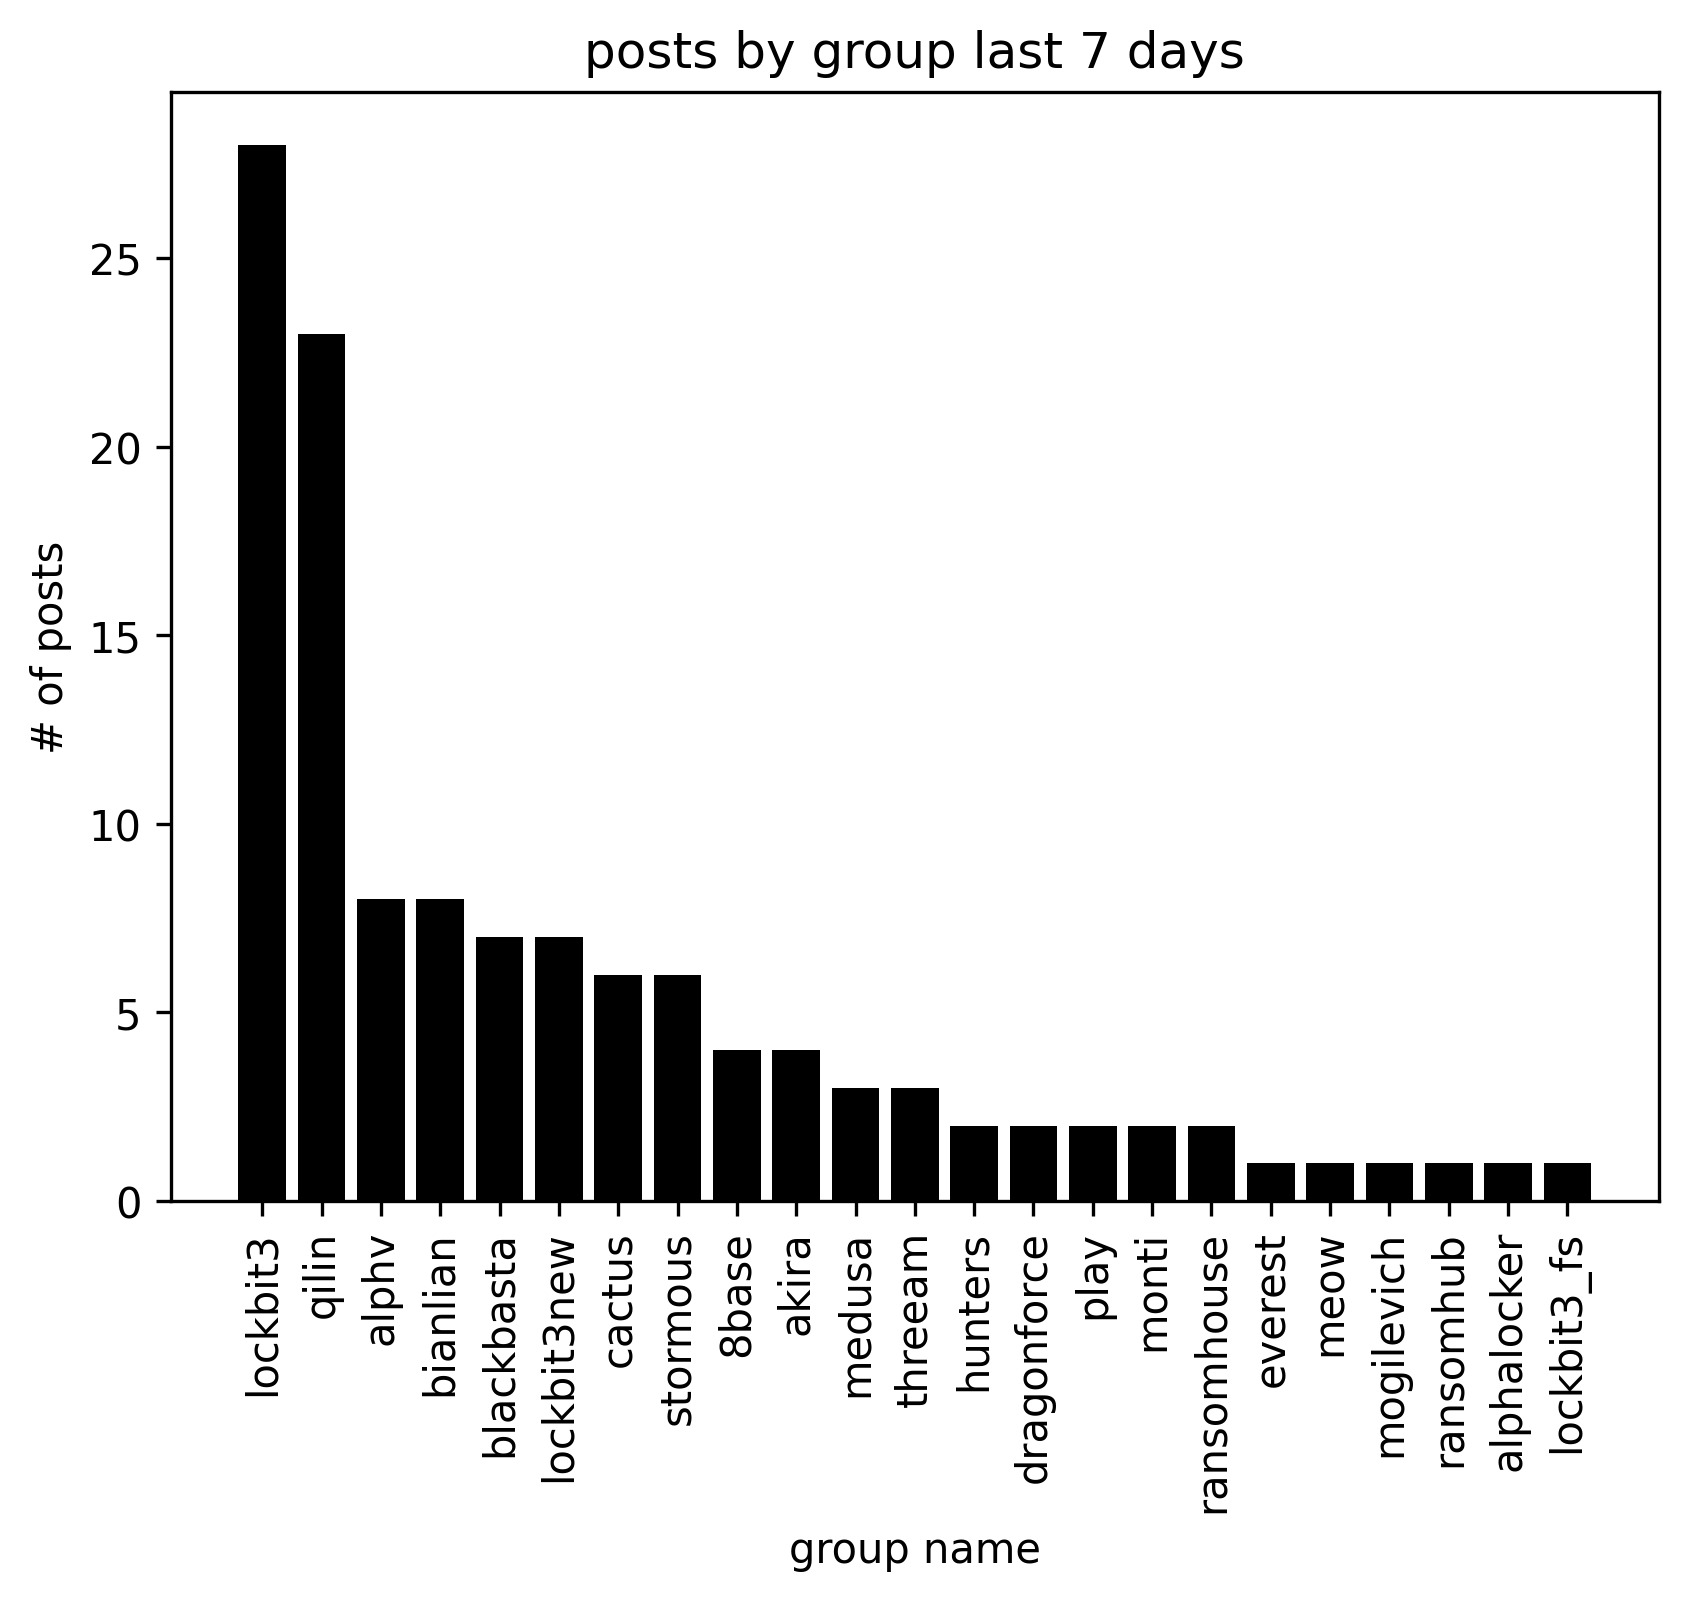 posts by group last 7 days
# of posts
25
20
15
10
5
0
lockbit3
qilin
alphv
bianlian
blackbasta
lockbit3new
cactus
stormous
8base
akira
medusa
threeam
hunters
dragonforce
play
monti
ransomhouse
everest
meow
mogilevich
ransomhub
alphalocker
lockbit3_fs
group name